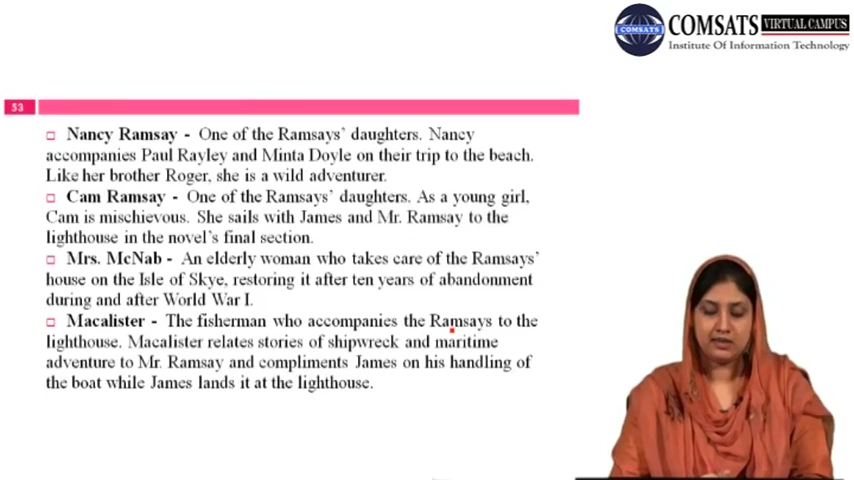 COMSATS VIRTUAL CAMPUS
COMSATS
Institute Of Information Technology
53
Nancy Ramsay - One of the Ramsays' daughters. Nancy
accompanies Paul Rayley and Minta Doyle on their trip to the beach.
Like her brother Roger, she is a wild adventurer.
Cam Ramsay - One of the Ramsays' daughters. As a young girl,
Cam is mischievous. She sails with James and Mr. Ramsay to the
lighthouse in the novel's final section.
Mrs. McNab - An elderly woman who takes care of the Ramsays'
house on the Isle of Skye, restoring it after ten years of abandonment
during and after World War I.
Macalister - The fisherman who accompanies the Ramsays to the
lighthouse. Macalister relates stories of shipwreck and maritime
adventure to Mr. Ramsay and compliments James on his handling of
the boat while James lands it at the lighthouse.